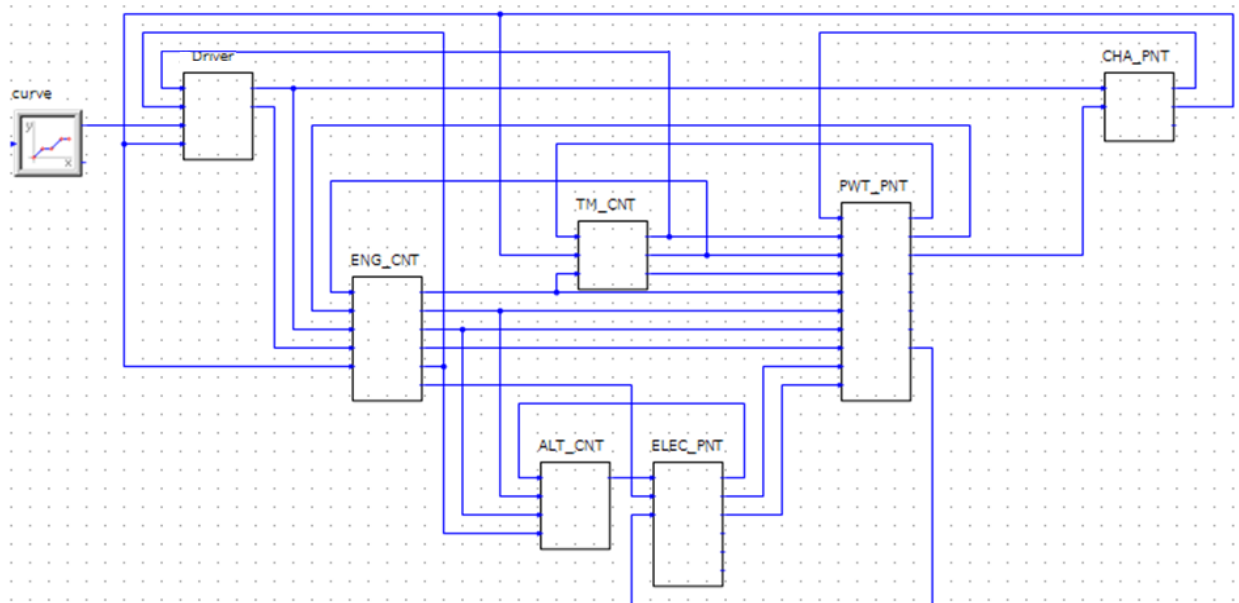 Driver
CHA_PNT
curve
y
x
PWT_PNT
TM_CNT
ENG_CNT
ALT_CNT
ELEC_PNT